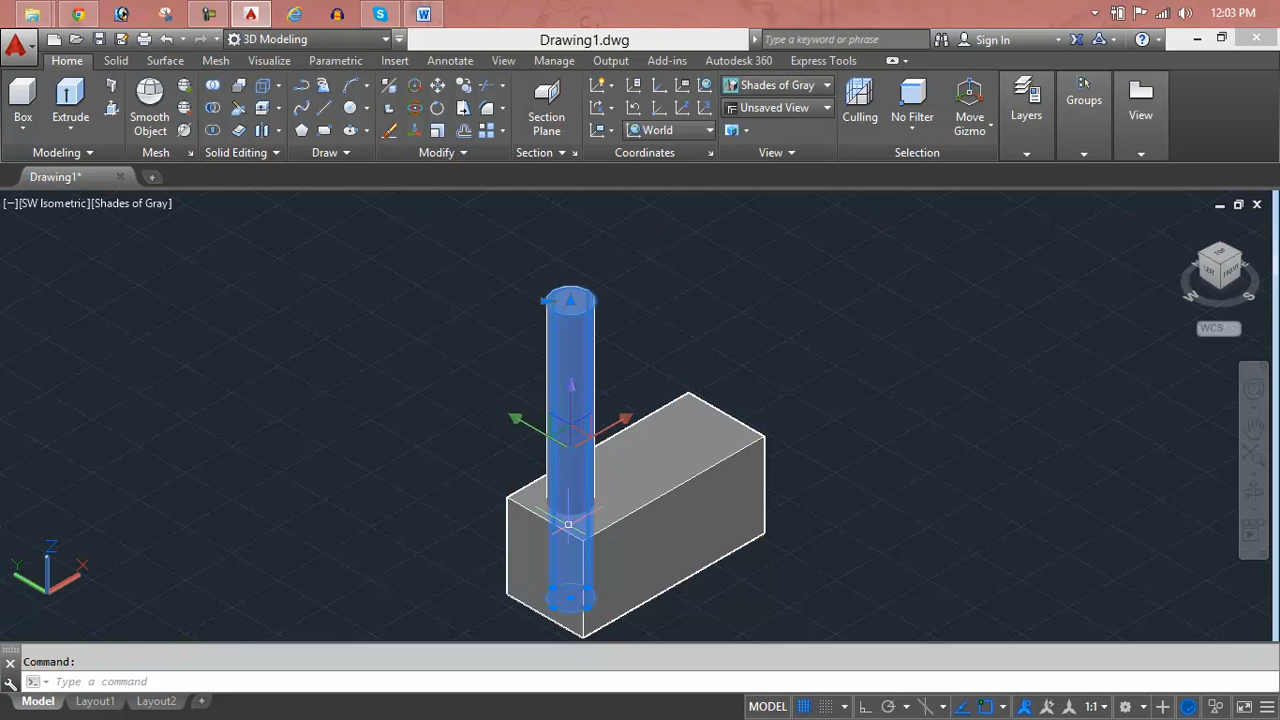 12:03 PM
3D Modeling
Drawing1.dwg
Type a keyword or phrase
Sign In
Home Solid Surface Mesh Visualize Parametric Insert Annotate View Manage Output Add-ins Autodesk 360 Express Tools
Shades of Gray
Unsaved View
World
Box
Extrude
Smooth
Object
Section
Plane
Culling
No Filter
Move
Gizmo
Layers
Groups
View
Modeling
Mesh
Solid Editing
Draw
Modify
Section
Coordinates
View
Selection
Drawing1*
[−][SW Isometric][Shades of Gray]
TOP
LEFT
FRONT
W
S
WCS
Z
Y
X
Command:
Type a command
Model Layout1 Layout2
MODEL
1:1